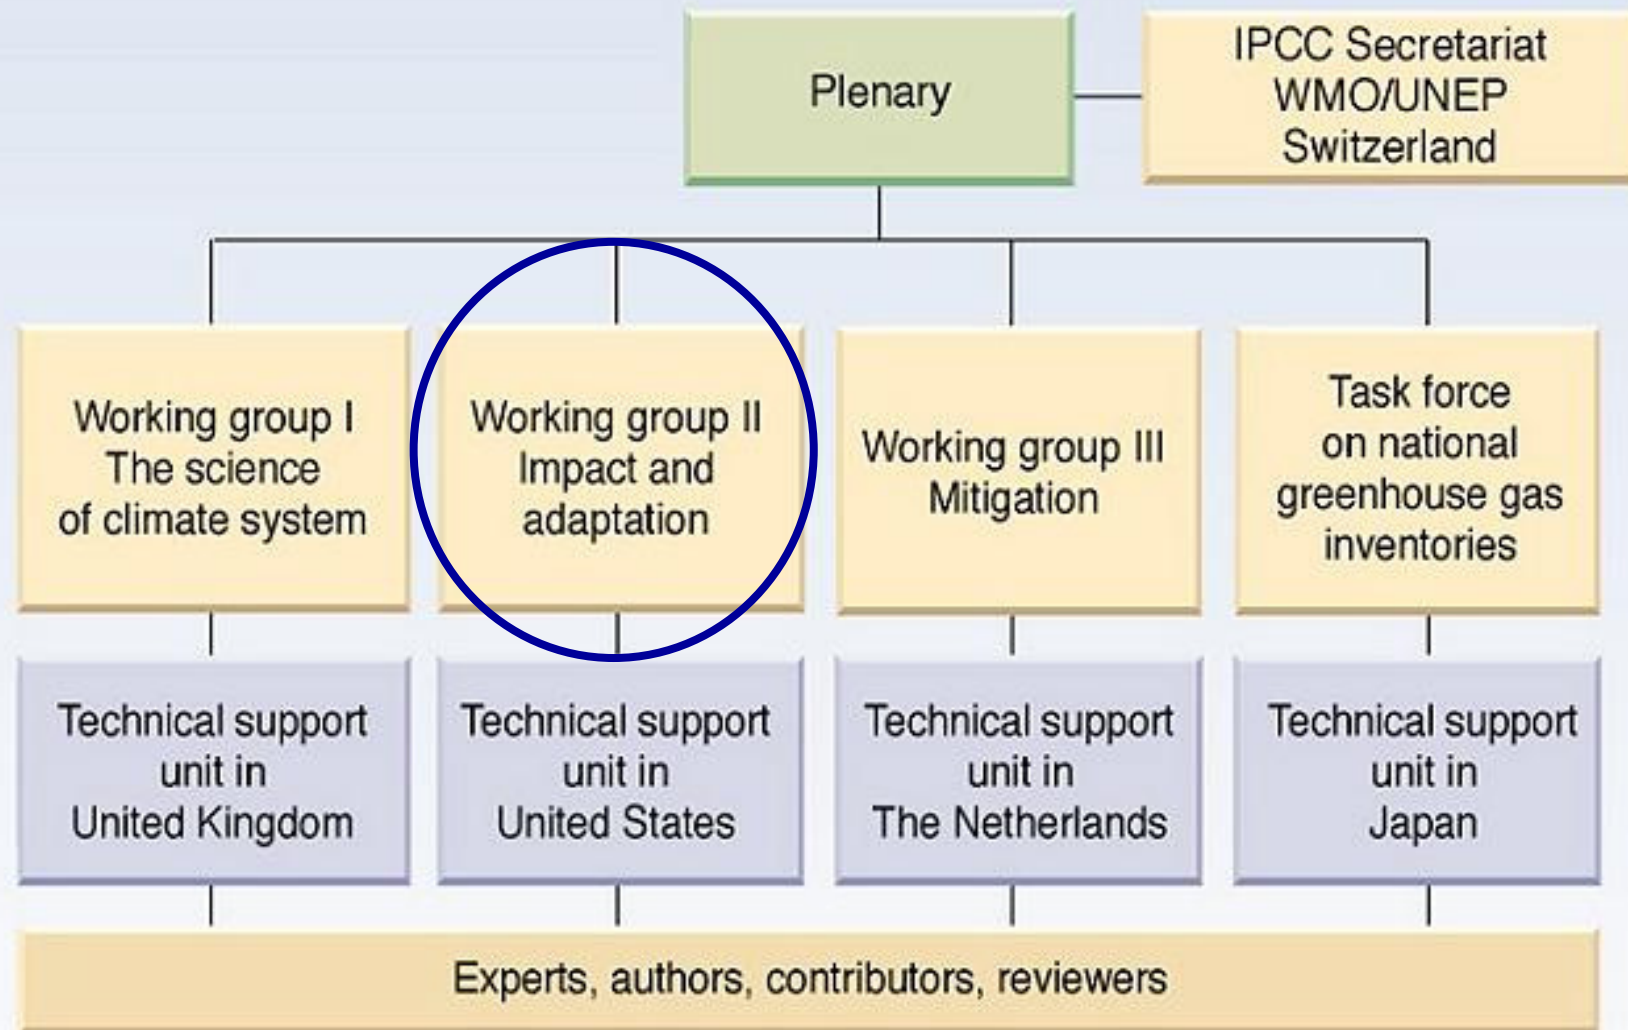 Plenary
IPCC Secretariat
WMO/UNEP
Switzerland
Working group I
The science
of climate system
Working group II
Impact and
adaptation
Working group III
Mitigation
Task force
on national
greenhouse gas
inventories
Technical support
unit in
United Kingdom
Technical support
unit in
United States
Technical support
unit in
The Netherlands
Technical support
unit in
Japan
Experts, authors, contributors, reviewers